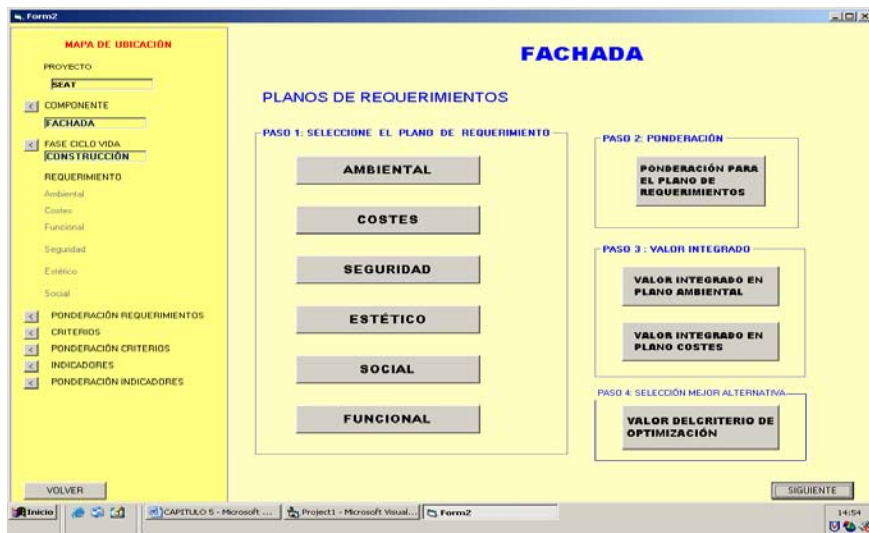 Form2
MAPA DE UBICACIÓN
PROYECTO
SEAT
< COMPONENTE
FACHADA
< FASE CICLO VIDA
CONSTRUCCIÓN
REQUERIMIENTO
Ambiental
Costes
Funcional
Seguridad
Estético
Social
< PONDERACIÓN REQUERIMIENTOS
< CRITERIOS
< PONDERACIÓN CRITERIOS
< INDICADORES
< PONDERACIÓN INDICADORES
VOLVER
FACHADA
PLANOS DE REQUERIMIENTOS
PASO 1: SELECCIONE EL PLANO DE REQUERIMIENTO
AMBIENTAL
COSTES
SEGURIDAD
ESTÉTICO
SOCIAL
FUNCIONAL
PASO 2: PONDERACIÓN
PONDERACIÓN PARA
EL PLANO DE
REQUERIMIENTOS
PASO 3 : VALOR INTEGRADO
VALOR INTEGRADO EN
PLANO AMBIENTAL
VALOR INTEGRADO EN
PLANO COSTES
PASO 4: SELECCIÓN MEJOR ALTERNATIVA
VALOR DELCRITERIO DE
OPTIMIZACIÓN
SIGUIENTE
Inicio
CAPITULO 5 - Microsoft ...
Project1 - Microsoft Visual...
Form2
14:54